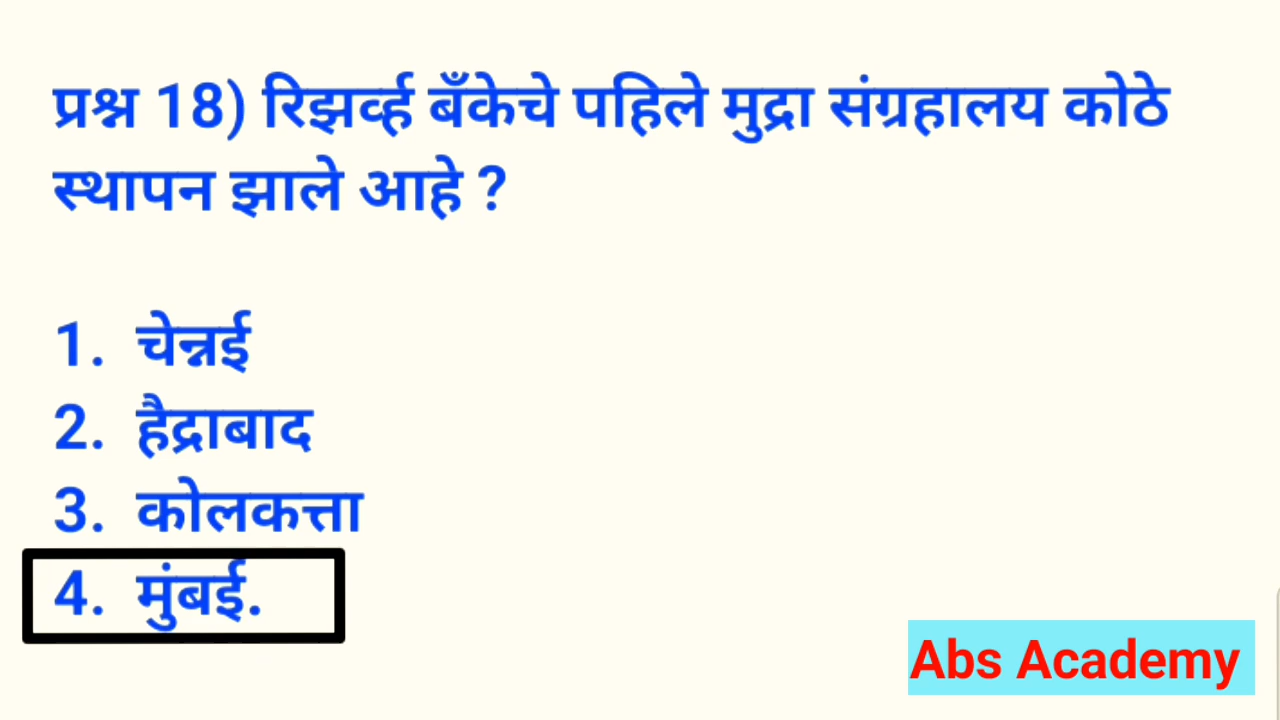 प्रश्न 18) रिझर्व्ह बँकेचे पहिले मुद्रा संग्रहालय कोठे
स्थापन झाले आहे ?
1. चेन्नई
2. हैद्राबाद
3. कोलकत्ता
4. मुंबई.
Abs Academy